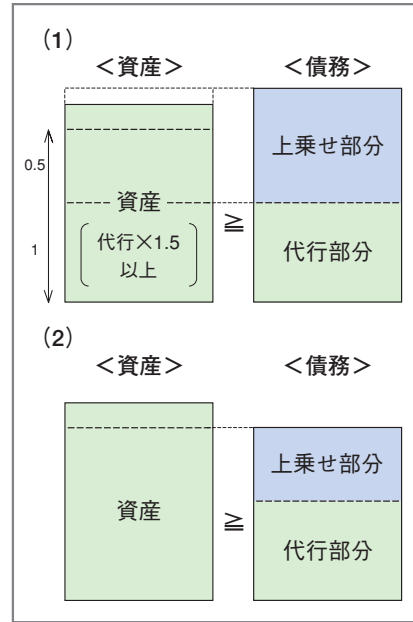 (1)
＜資産＞
＜債務＞
0.5
1
資産
代行×1.5
以上
≧
上乗せ部分
代行部分
(2)
＜資産＞
＜債務＞
資産
≧
上乗せ部分
代行部分